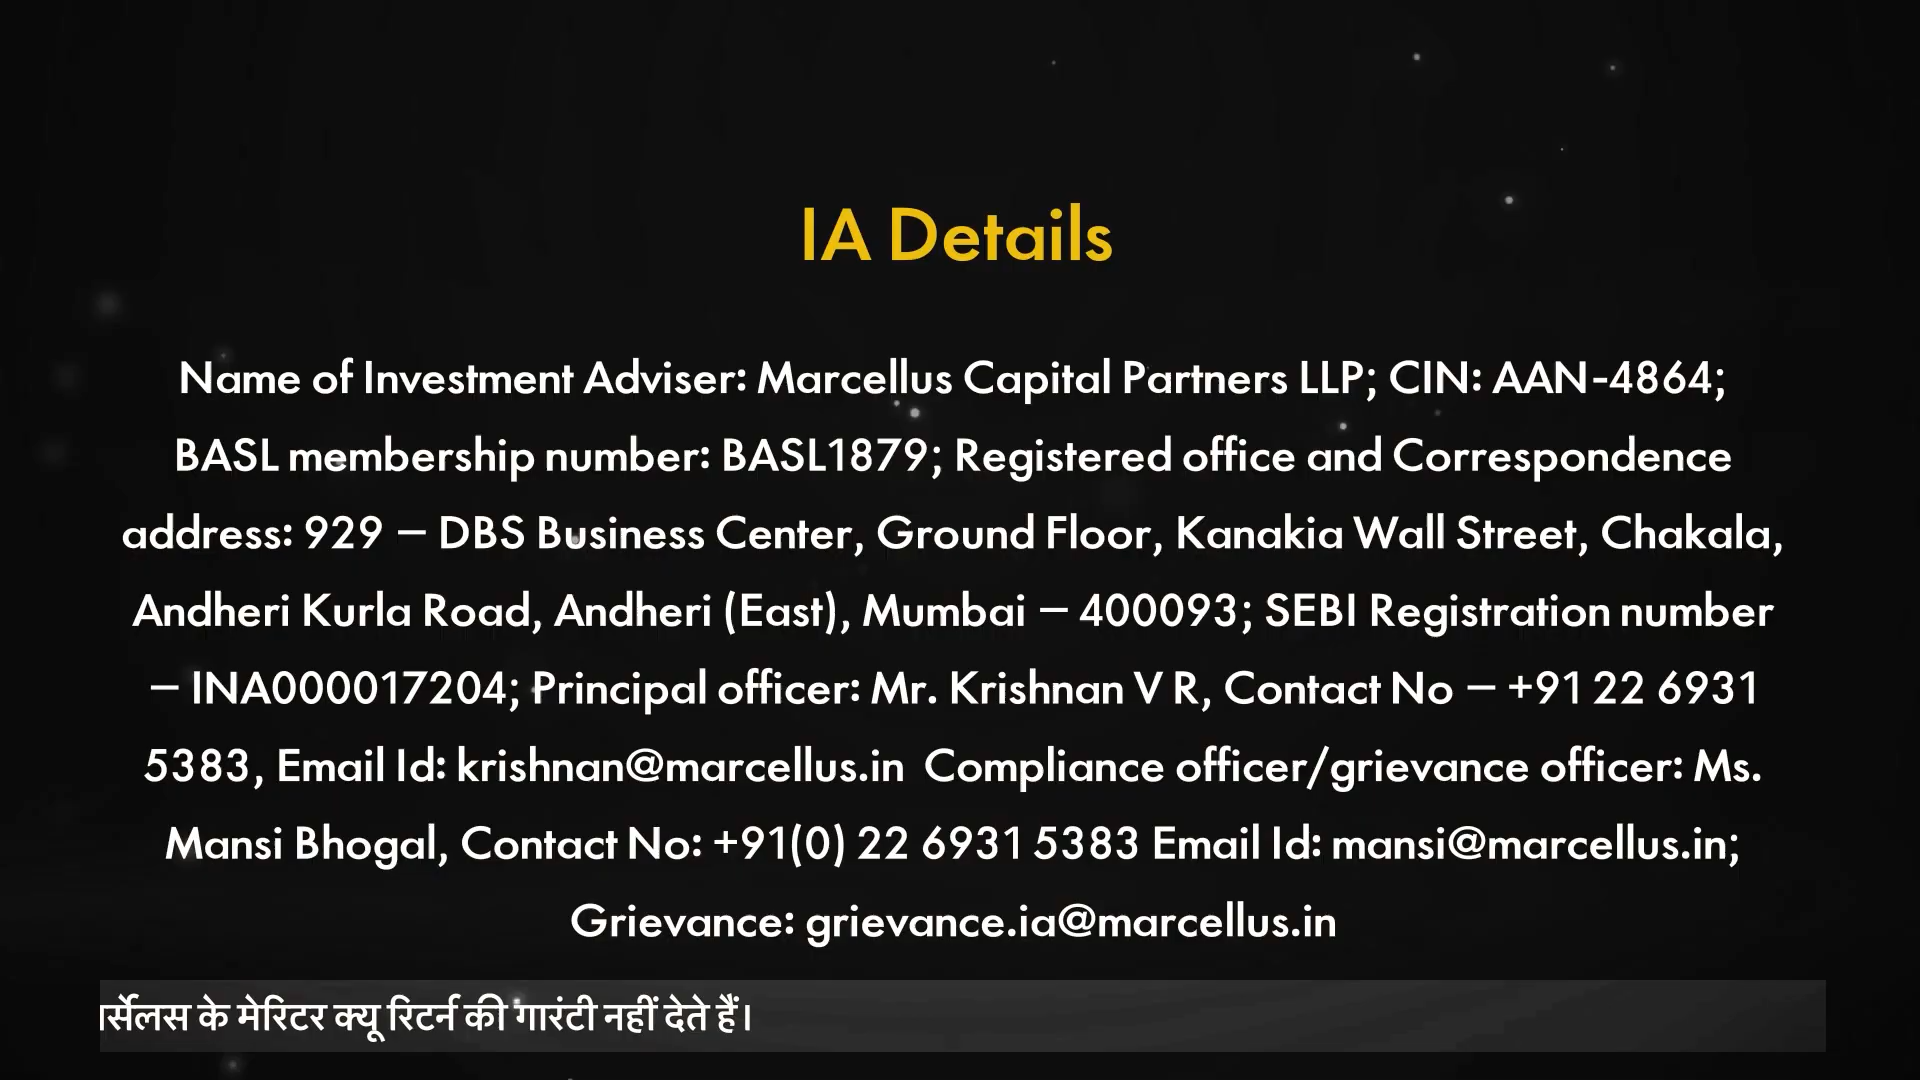 IA Details
Name of Investment Adviser: Marcellus Capital Partners LLP; CIN: AAN-4864;
BASL membership number: BASL1879; Registered office and Correspondence
address: 929 – DBS Business Center, Ground Floor, Kanakia Wall Street, Chakala,
Andheri Kurla Road, Andheri (East), Mumbai – 400093; SEBI Registration number
– INA000017204; Principal officer: Mr. Krishnan V R, Contact No – +91 22 6931
5383, Email Id: krishnan@marcellus.in Compliance officer/grievance officer: Ms.
Mansi Bhogal, Contact No: +91(0) 22 6931 5383 Email Id: mansi@marcellus.in;
Grievance: grievance.ia@marcellus.in
के मेरिटर क्यू रिटर्न की गारंटी नहीं देते हैं।